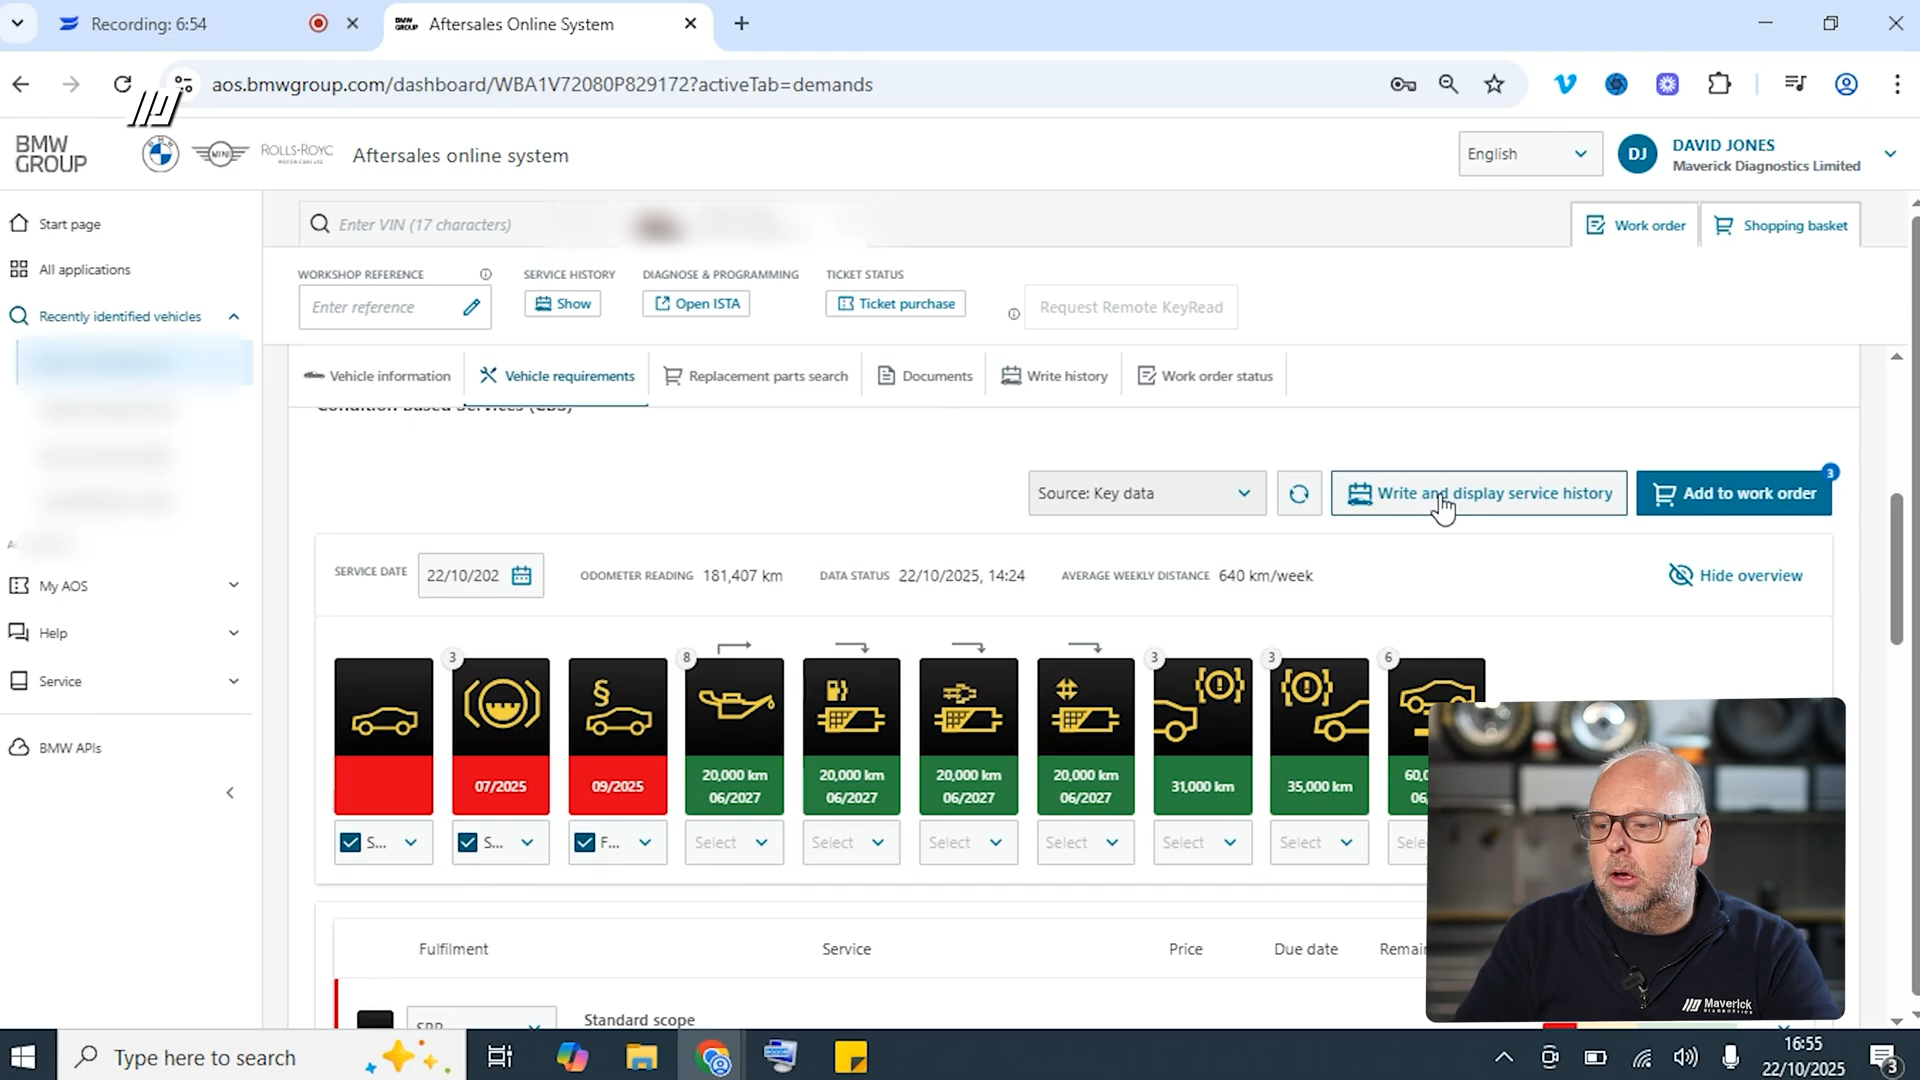 Recording: 6:54
Aftersales Online System
aos.bmwgroup.com/dashboard/WBA1V72080P829172?activeTab=demands
BMW
GROUP
MINI
ROLLS-ROYC
Aftersales online system
English
DJ
DAVID JONES
Maverick Diagnostics Limited
Start page
All applications
Recently identified vehicles
My AOS
Help
Service
BMW APIs
Enter VIN (17 characters)
Work order
Shopping basket
WORKSHOP REFERENCE
SERVICE HISTORY
DIAGNOSE & PROGRAMMING
TICKET STATUS
Enter reference
Show
Open ISTA
Ticket purchase
Request Remote KeyRead
Vehicle information
Vehicle requirements
Replacement parts search
Documents
Write history
Work order status
Condition Based Services (CBS)
Source: Key data
Write and display service history
Add to work order
3
SERVICE DATE
22/10/202
ODOMETER READING 181,407 km
DATA STATUS 22/10/2025, 14:24
AVERAGE WEEKLY DISTANCE 640 km/week
Hide overview
3
8
3
3
6
§
07/2025
09/2025
20,000 km
06/2027
20,000 km
06/2027
20,000 km
06/2027
20,000 km
06/2027
31,000 km
35,000 km
S...
S...
F...
Select
Select
Select
Select
Select
Select
Fulfilment
Service
Price
Due date
Standard scope
Maverick
DIAGNOSTICS
Type here to search
16:55
22/10/2025
3